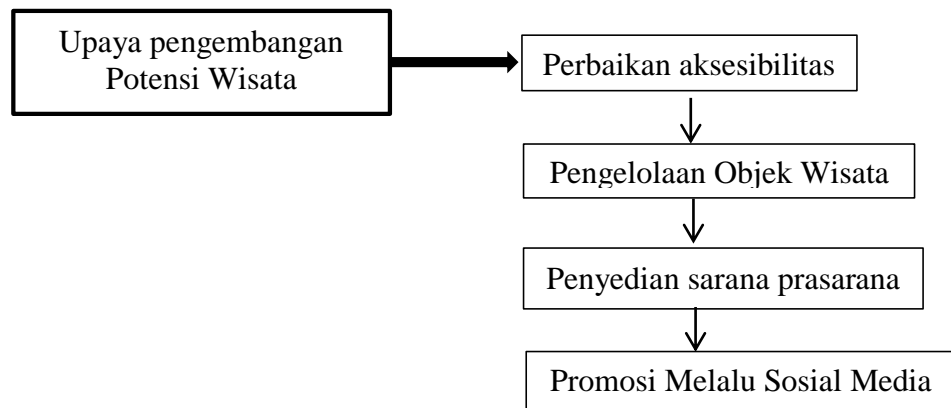 Upaya pengembangan
Potensi Wisata
Perbaikan aksesibilitas
Pengelolaan Objek Wisata
Penyedian sarana prasarana
Promosi Melalu Sosial Media